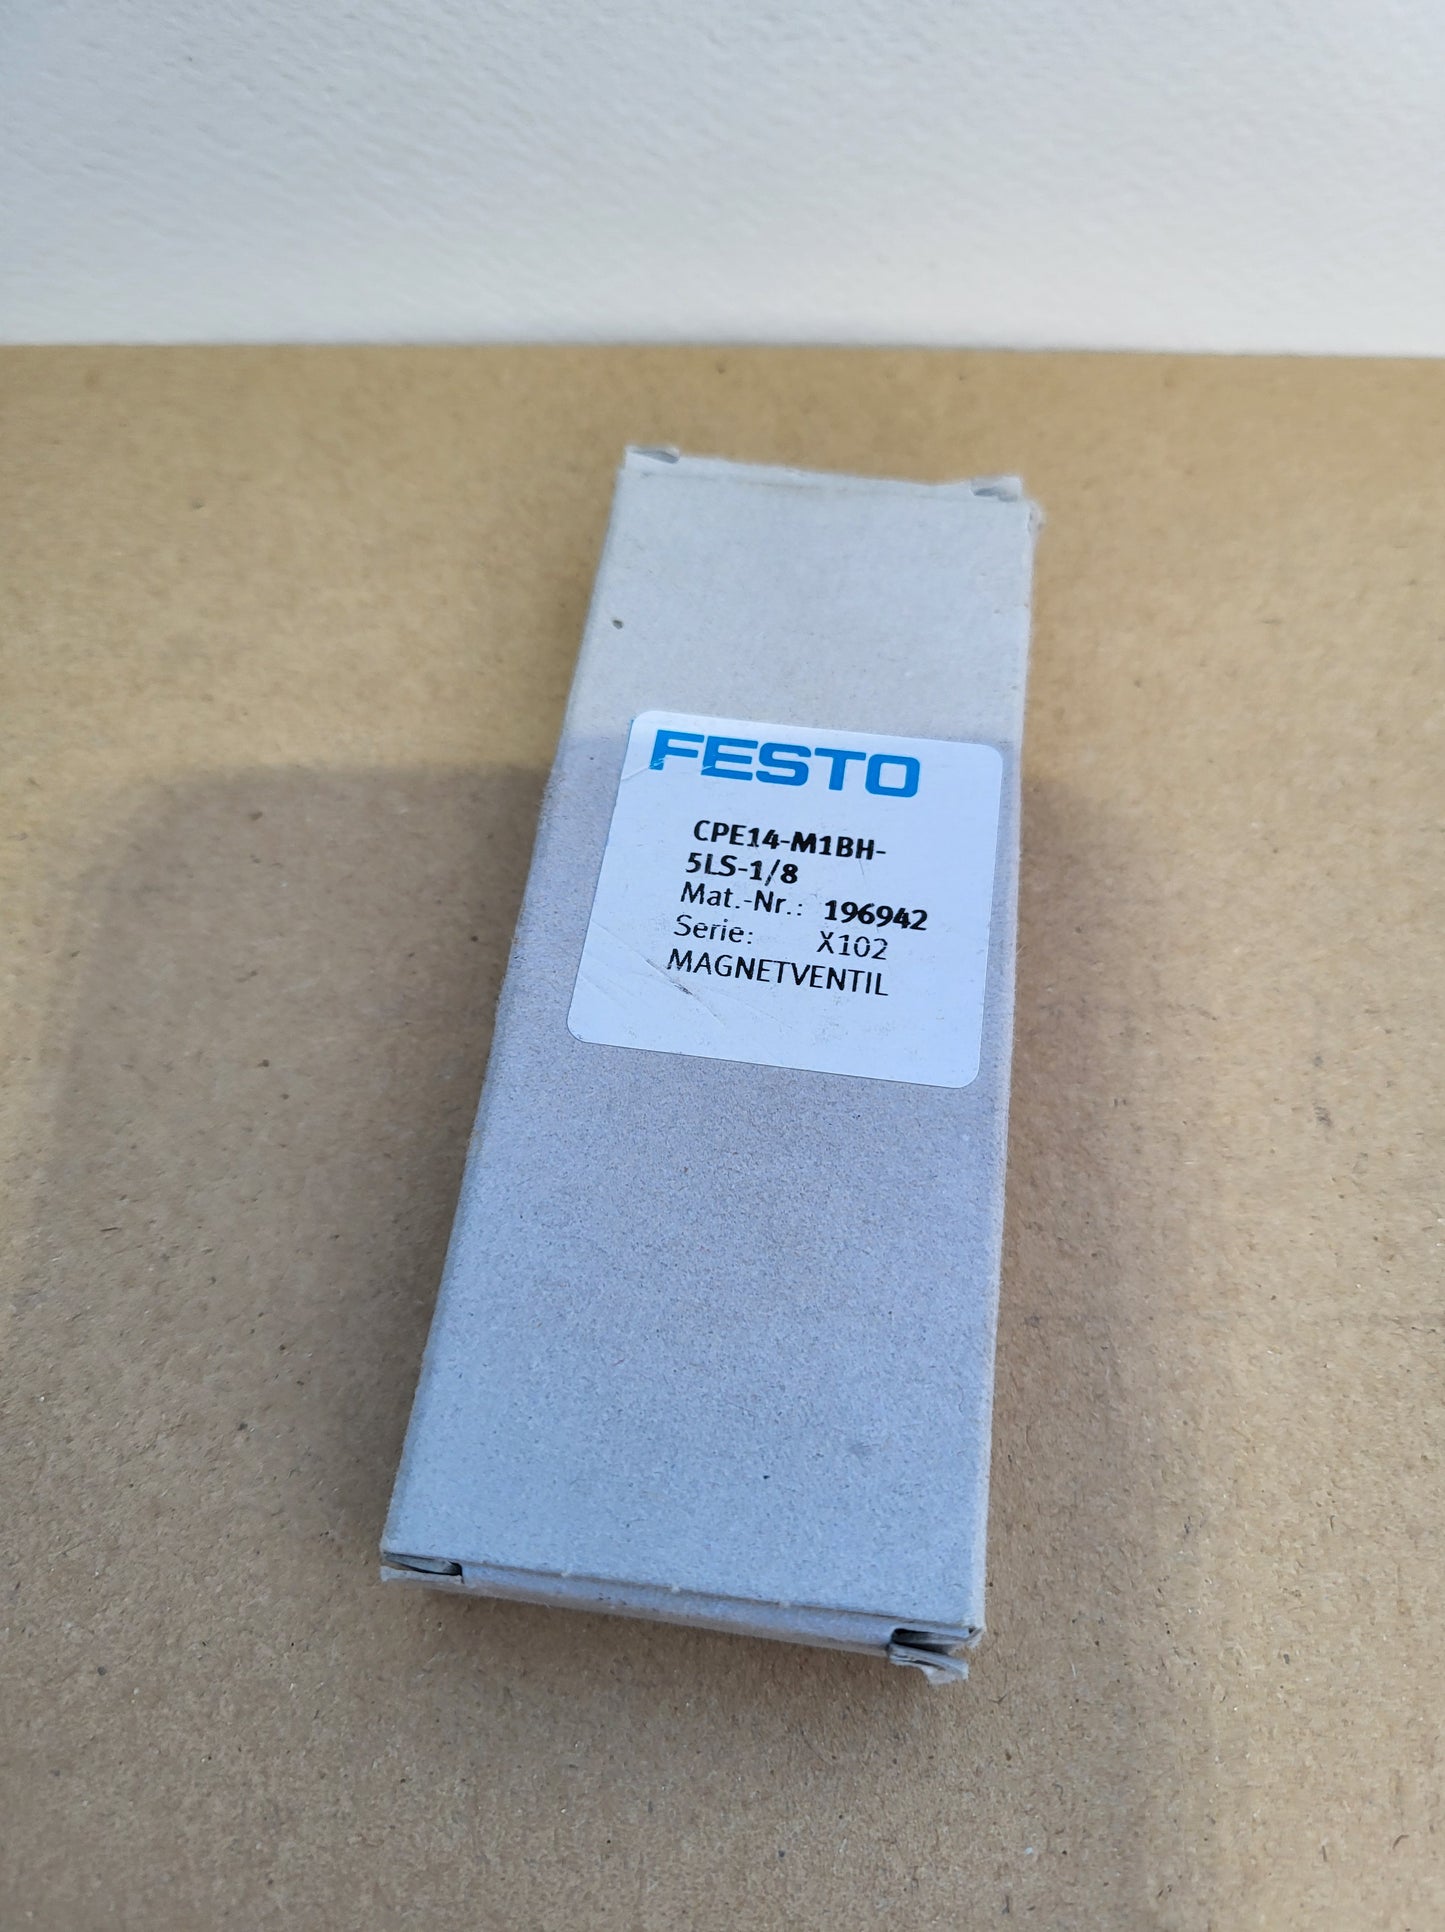 FESTO
CPE14-M1BH-
5LS-1/8
Mat.-Nr.: 196942
Serie: X102
MAGNETVENTIL